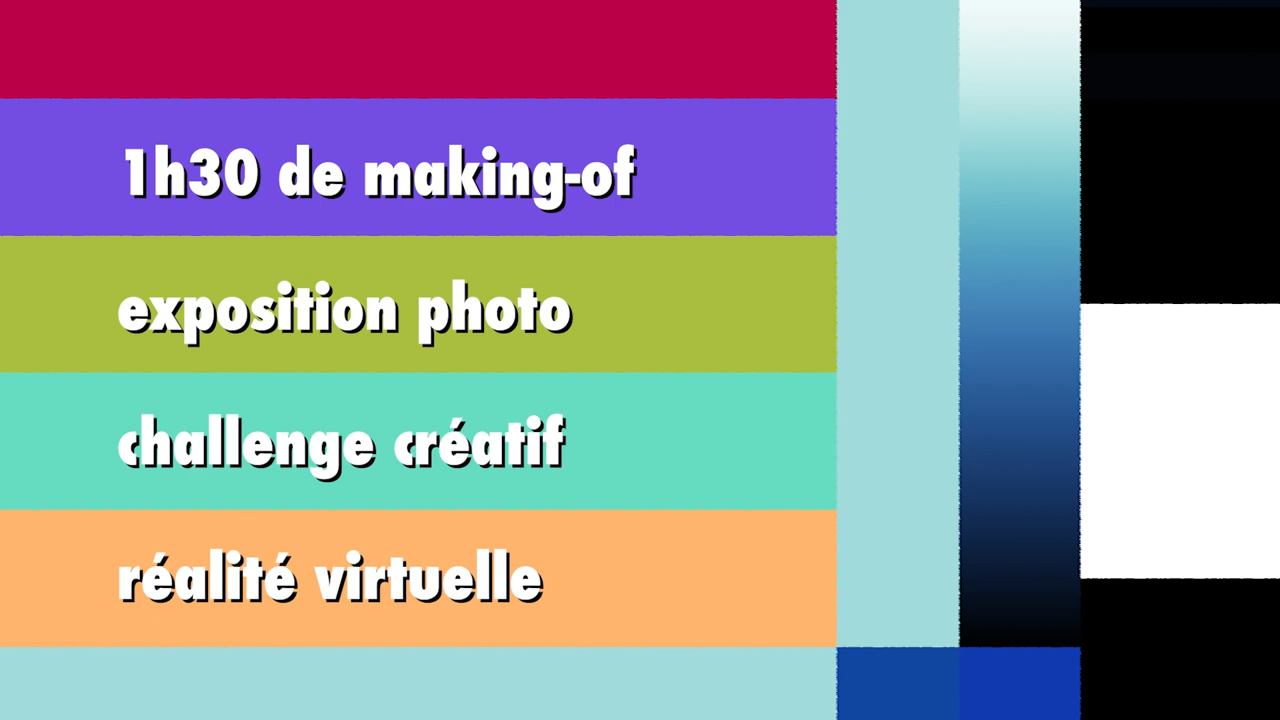 1h30 de making-of
exposition photo
challenge créatif
réalité virtuelle